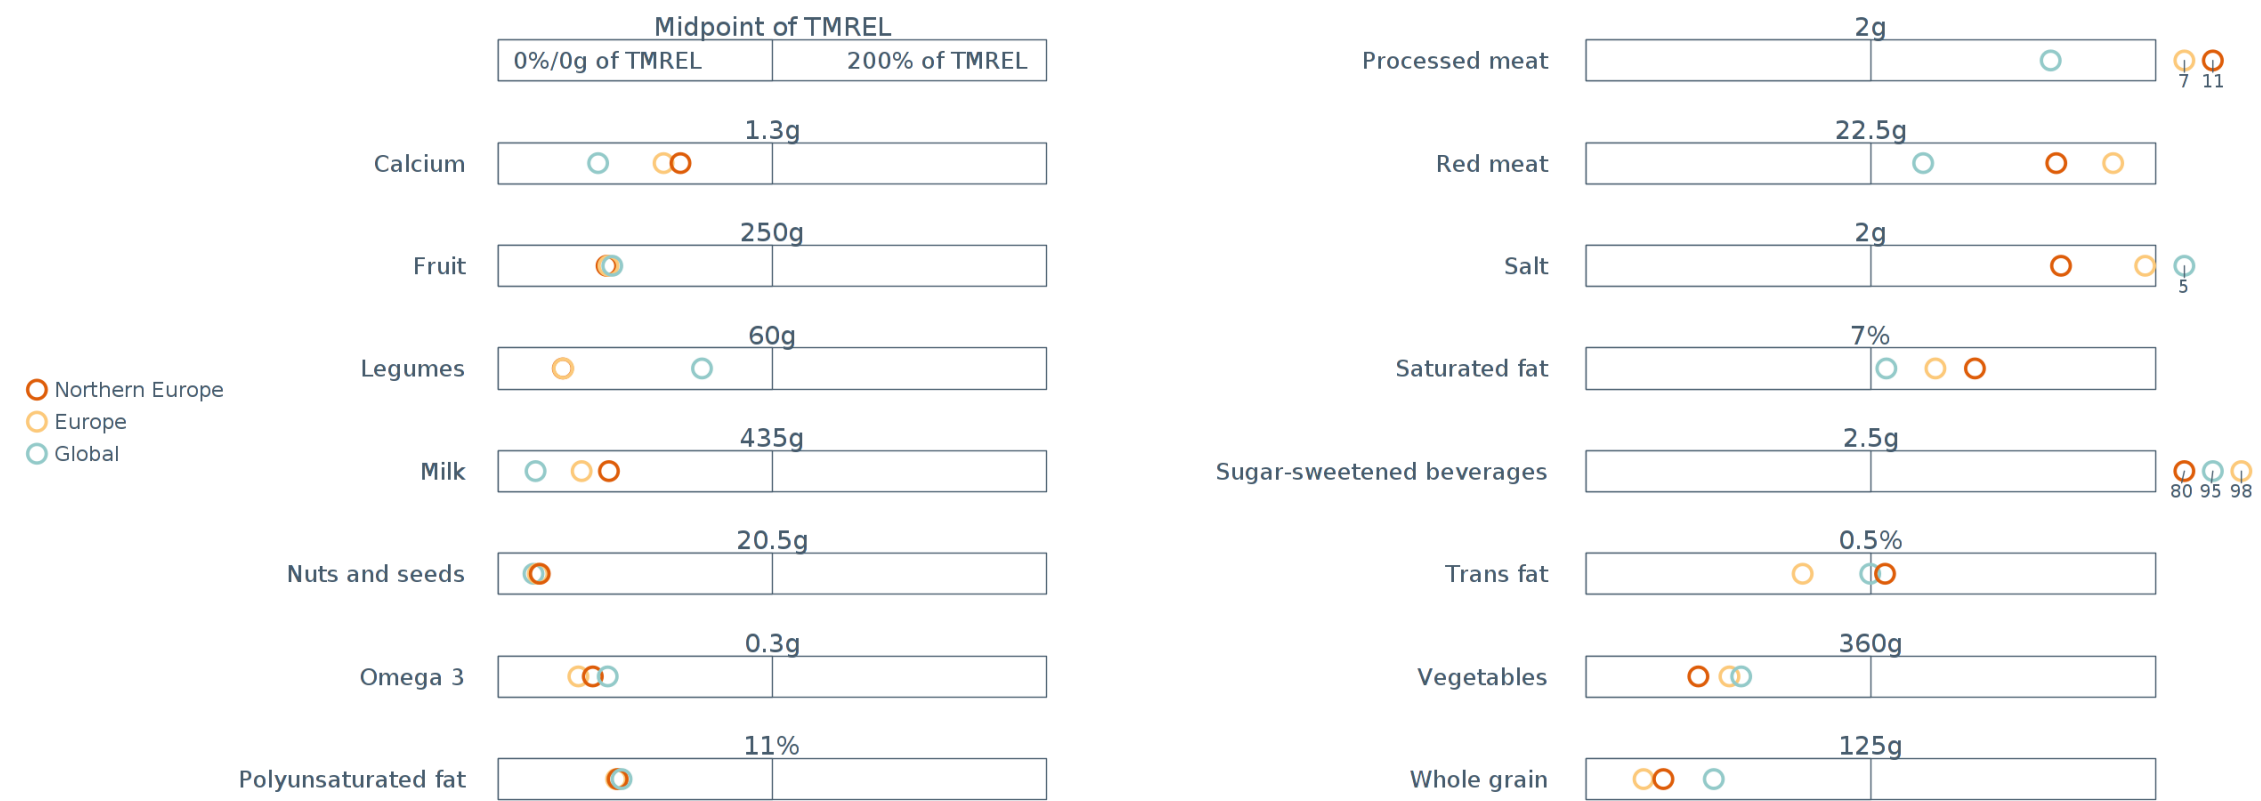 Midpoint of TMREL
0%/0g of TMREL 200% of TMREL
1.3g
Calcium
250g
Fruit
60g
Legumes
435g
Milk
20.5g
Nuts and seeds
0.3g
Omega 3
11%
Polyunsaturated fat
Northern Europe
Europe
Global
2g
Processed meat
7 11
22.5g
Red meat
2g
Salt
5
7%
Saturated fat
2.5g
Sugar-sweetened beverages
80 95 98
0.5%
Trans fat
360g
Vegetables
125g
Whole grain